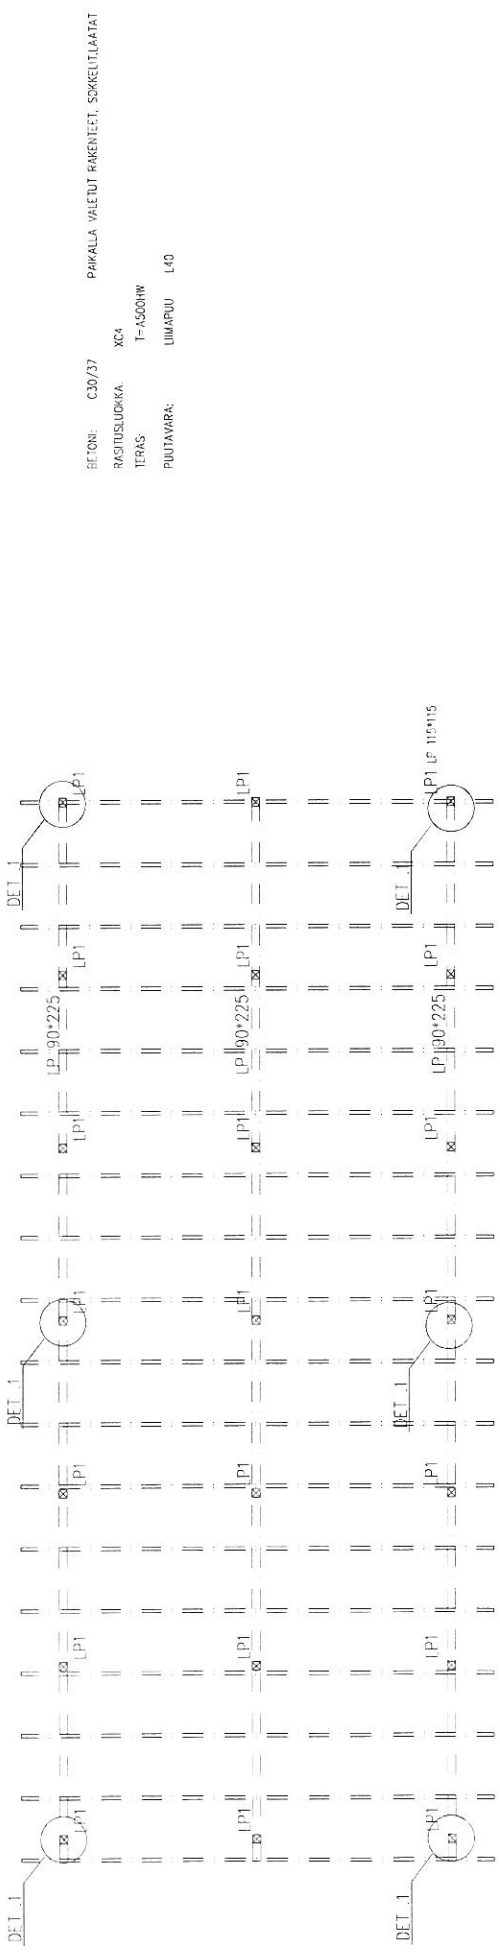 DET .1 DET .1 DET .1
LP 90*225
LP1 LP1 LP1 LP1 LP1 LP1 LP1
LP1 LP1 LP1 LP1 LP1 LP1 LP1
LP 90*225
DET .1 DET .1 DET .1
LP1 LP1 LP1 LP1 LP1 LP1 LP1 LP 115*115
LP 90*225
BETONI: C30/37 PAIKALLA VALETUT RAKENTEET, SOKKELIT,LAATAT
RASITUSLUOKKA: XC4
TERÄS: T=A500HW
PUUTAVARA: LIIMAPUU L40